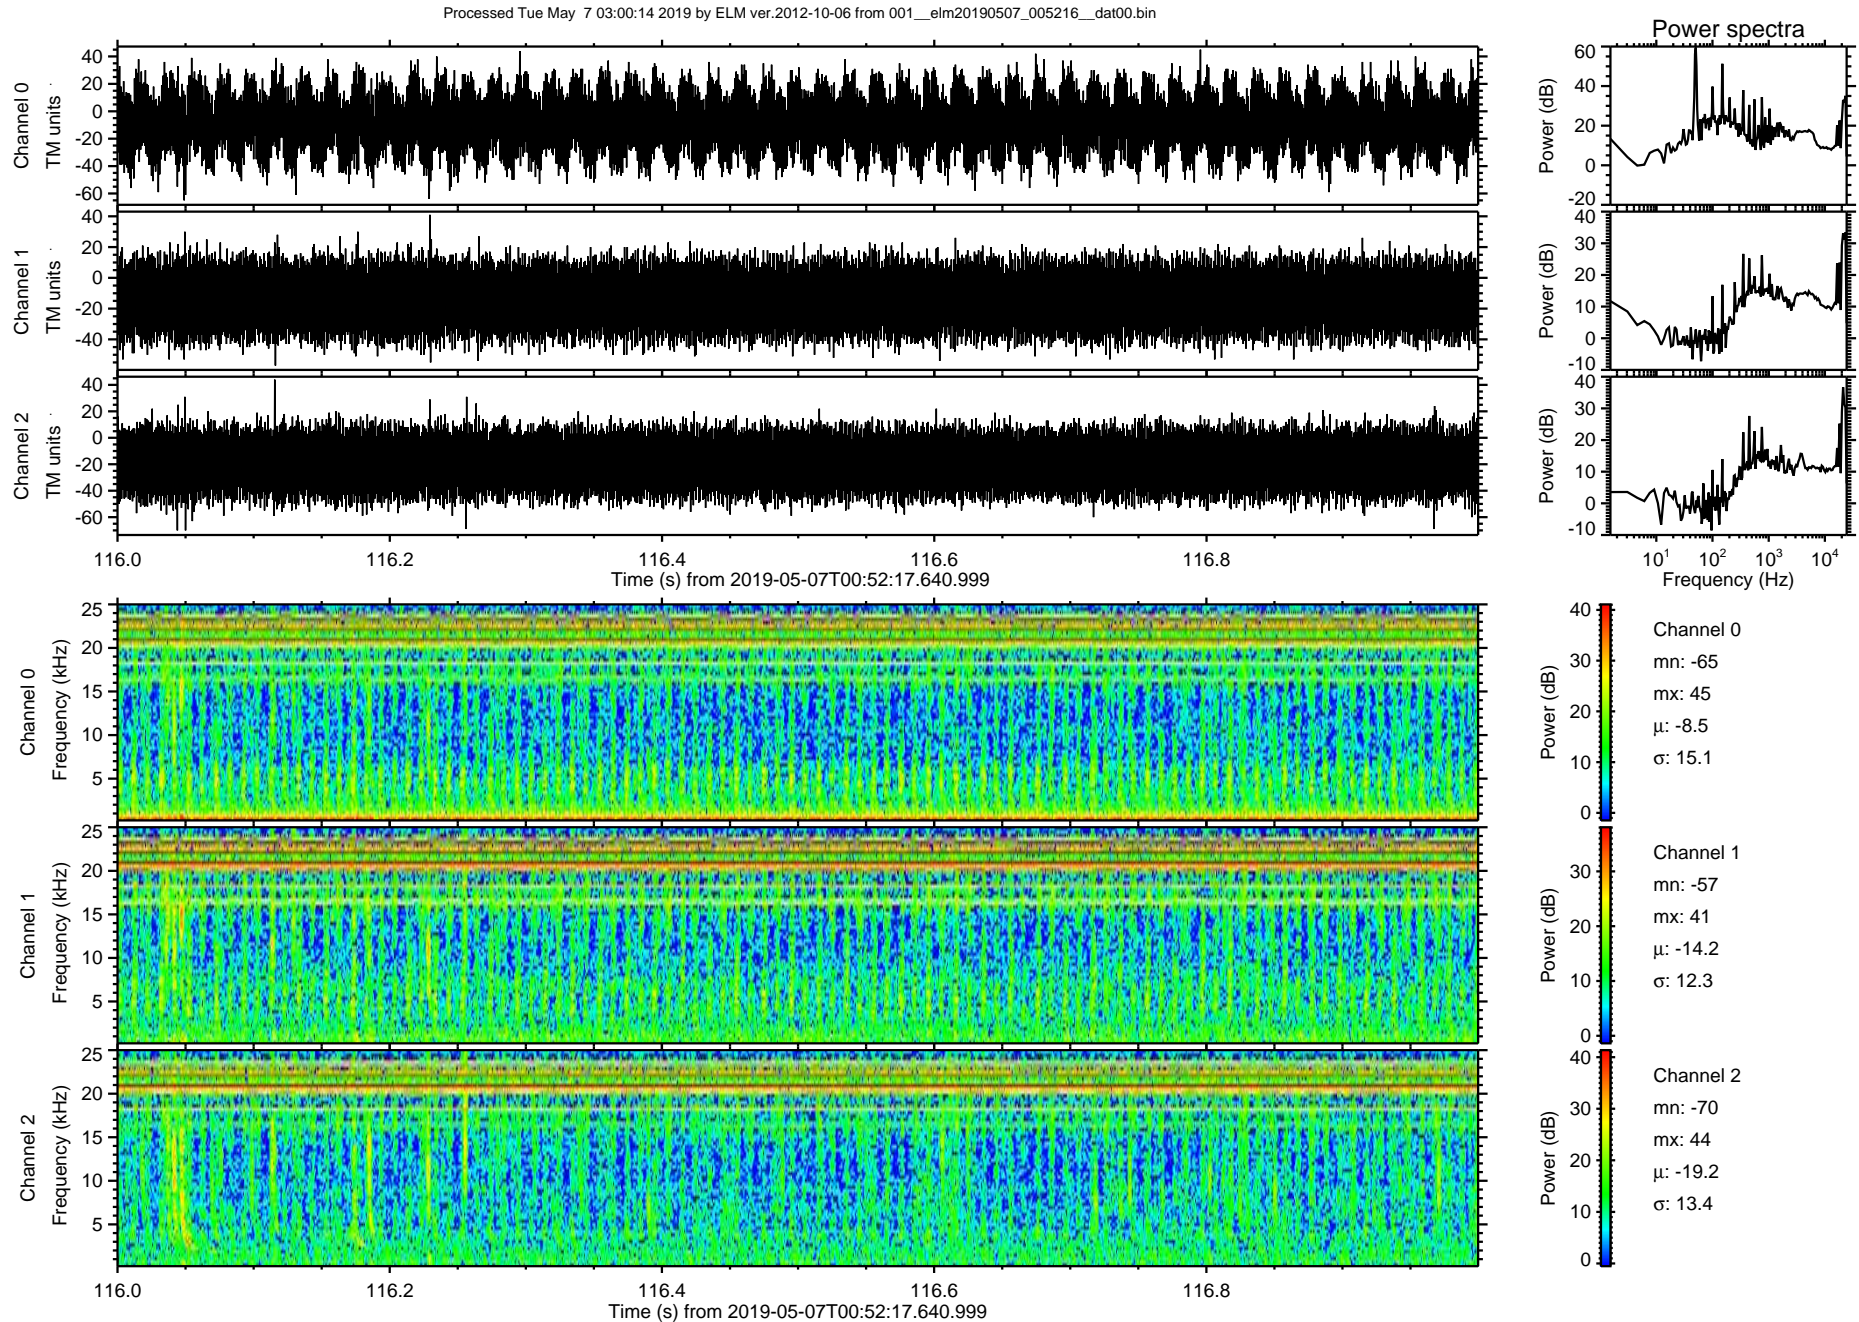 Processed Tue May  7 03:00:14 2019 by ELM ver.2012-10-06 from 001__elm20190507_005216__dat00.bin
Power spectra
Channel 0
TM units
40
20
0
-20
-40
-60
Power (dB)
60
40
20
0
-20
Channel 1
TM units
40
20
0
-20
-40
Power (dB)
40
30
20
10
0
-10
Channel 2
TM units
40
20
0
-20
-40
-60
Power (dB)
40
30
20
10
0
-10
116.0 116.2 116.4 116.6 116.8
Time (s) from 2019-05-07T00:52:17.640.999
10¹ 10² 10³ 10⁴
Frequency (Hz)
Channel 0
Frequency (kHz)
25
20
15
10
5
Power (dB)
40
30
20
10
0
Channel 0
mn: -65
mx: 45
μ: -8.5
σ: 15.1
Channel 1
Frequency (kHz)
25
20
15
10
5
Power (dB)
30
20
10
0
Channel 1
mn: -57
mx: 41
μ: -14.2
σ: 12.3
Channel 2
Frequency (kHz)
25
20
15
10
5
Power (dB)
40
30
20
10
0
Channel 2
mn: -70
mx: 44
μ: -19.2
σ: 13.4
116.0 116.2 116.4 116.6 116.8
Time (s) from 2019-05-07T00:52:17.640.999